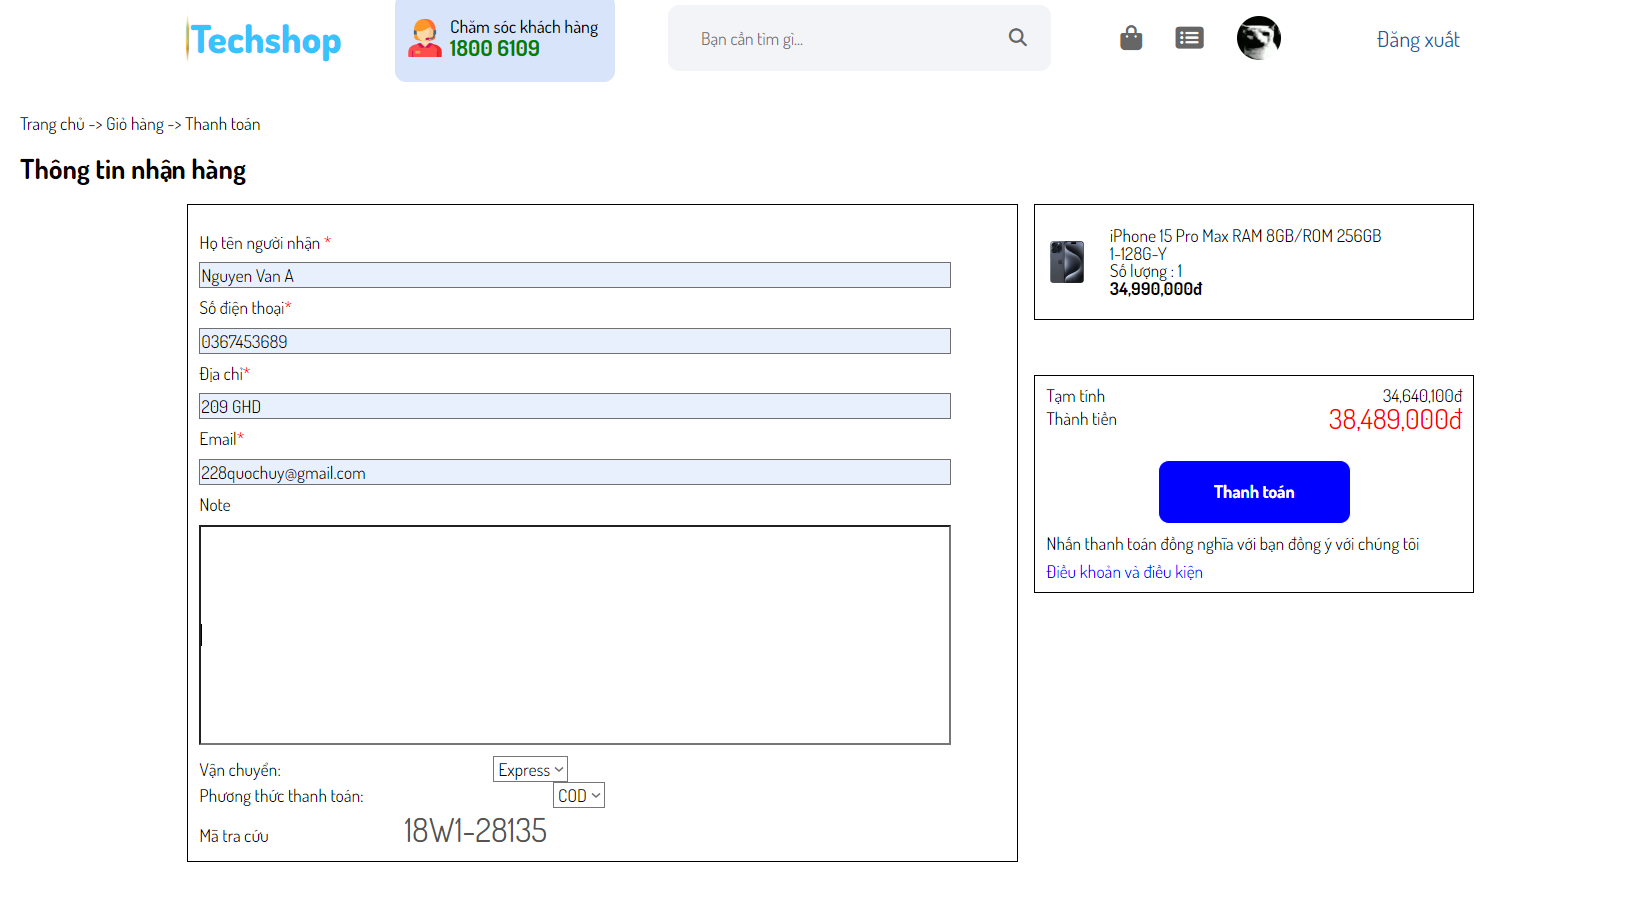 Techshop
Chăm sóc khách hàng
1800 6109
Bạn cần tìm gì...
Đăng xuất
Trang chủ -> Giỏ hàng -> Thanh toán
Thông tin nhận hàng
Họ tên người nhận *
Nguyen Van A
Số điện thoại*
0367453689
Địa chỉ*
209 GHD
Email*
228quochuy@gmail.com
Note
Vận chuyển: Express
Phương thức thanh toán: COD
Mã tra cứu 18W1-28135
iPhone 15 Pro Max RAM 8GB/ROM 256GB
1-128G-Y
Số lượng : 1
34,990,000đ
Tạm tính 34,640,100đ
Thành tiền 38,489,000đ
Thanh toán
Nhấn thanh toán đồng nghĩa với bạn đồng ý với chúng tôi
Điều khoản và điều kiện